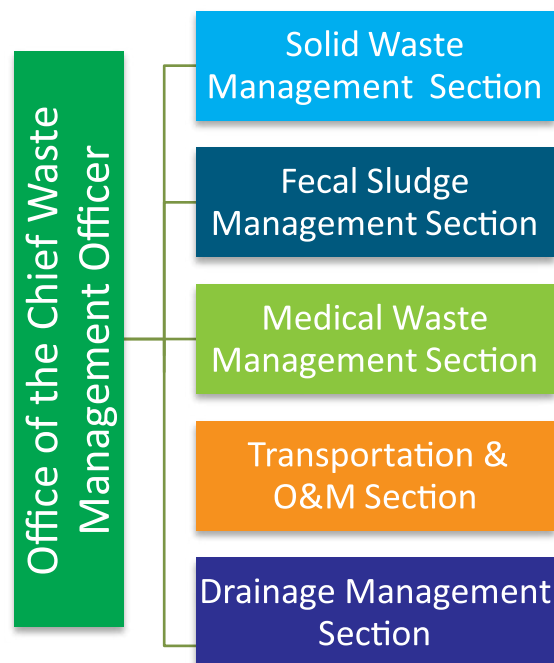 Office of the Chief Waste
Management Officer
Solid Waste
Management Section
Fecal Sludge
Management Section
Medical Waste
Management Section
Transportation &
O&M Section
Drainage Management
Section